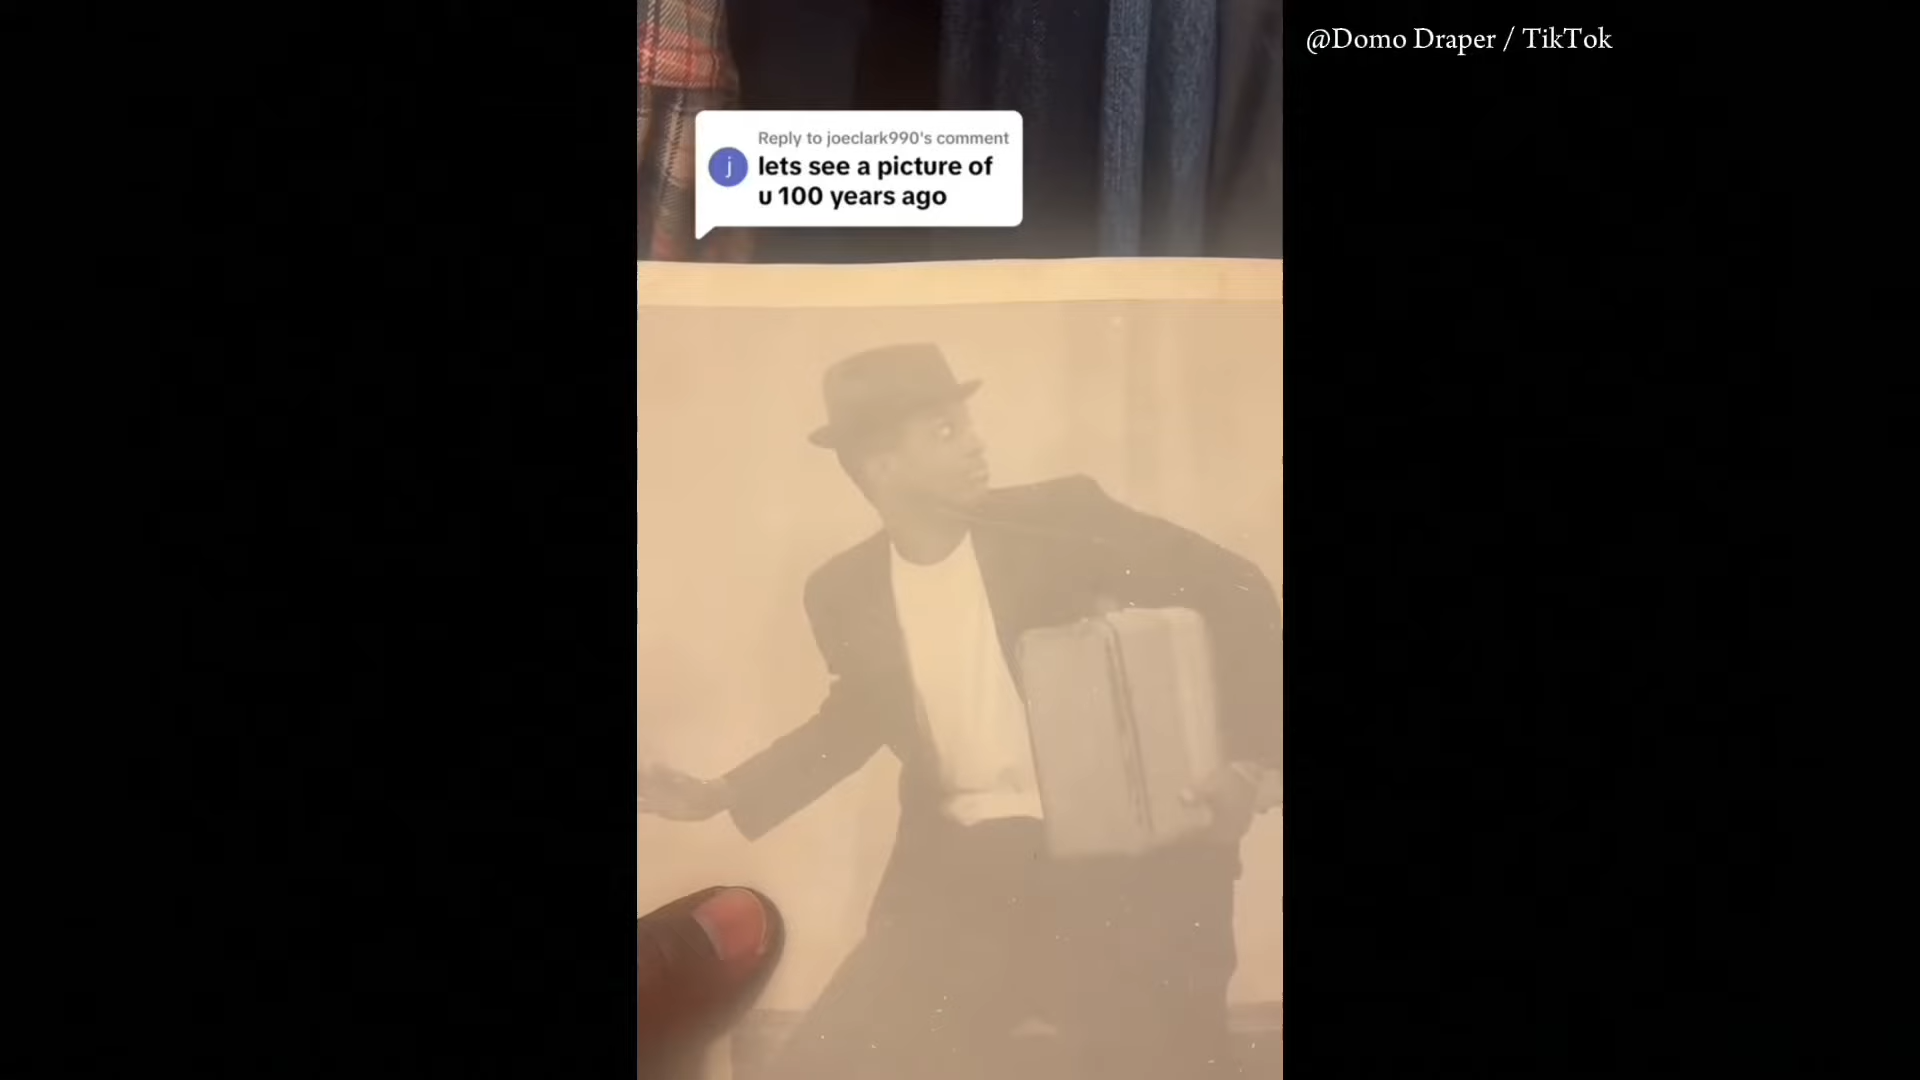 @Domo Draper / TikTok
Reply to joeclark990's comment
j
lets see a picture of
u 100 years ago